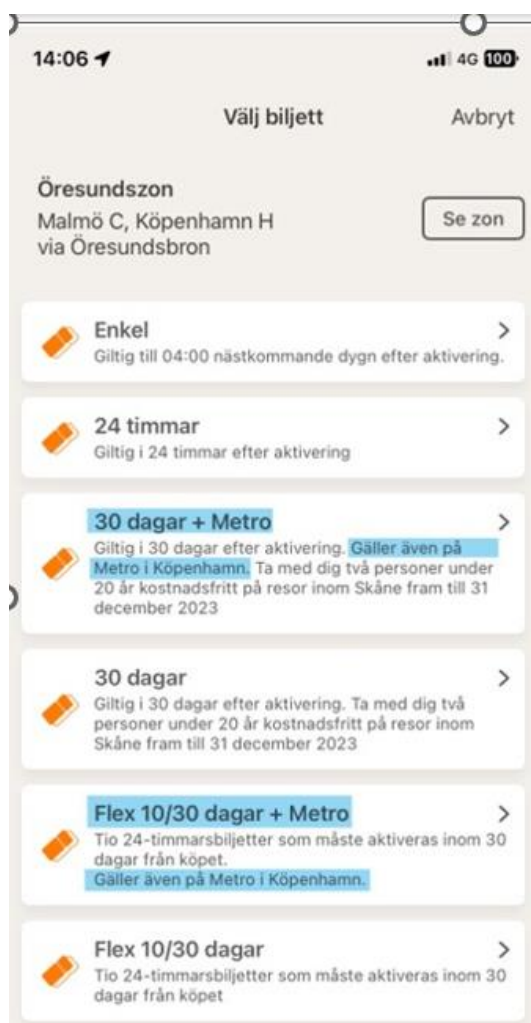 14:06
4G 100
Välj biljett
Avbryt
Öresundszon
Malmö C, Köpenhamn H
via Öresundsbron
Se zon
Enkel
Giltig till 04:00 nästkommande dygn efter aktivering.
24 timmar
Giltig i 24 timmar efter aktivering
30 dagar + Metro
Giltig i 30 dagar efter aktivering. Gäller även på
Metro i Köpenhamn. Ta med dig två personer under
20 år kostnadsfritt på resor inom Skåne fram till 31
december 2023
30 dagar
Giltig i 30 dagar efter aktivering. Ta med dig två
personer under 20 år kostnadsfritt på resor inom
Skåne fram till 31 december 2023
Flex 10/30 dagar + Metro
Tio 24-timmarsbiljetter som måste aktiveras inom 30
dagar från köpet.
Gäller även på Metro i Köpenhamn.
Flex 10/30 dagar
Tio 24-timmarsbiljetter som måste aktiveras inom 30
dagar från köpet